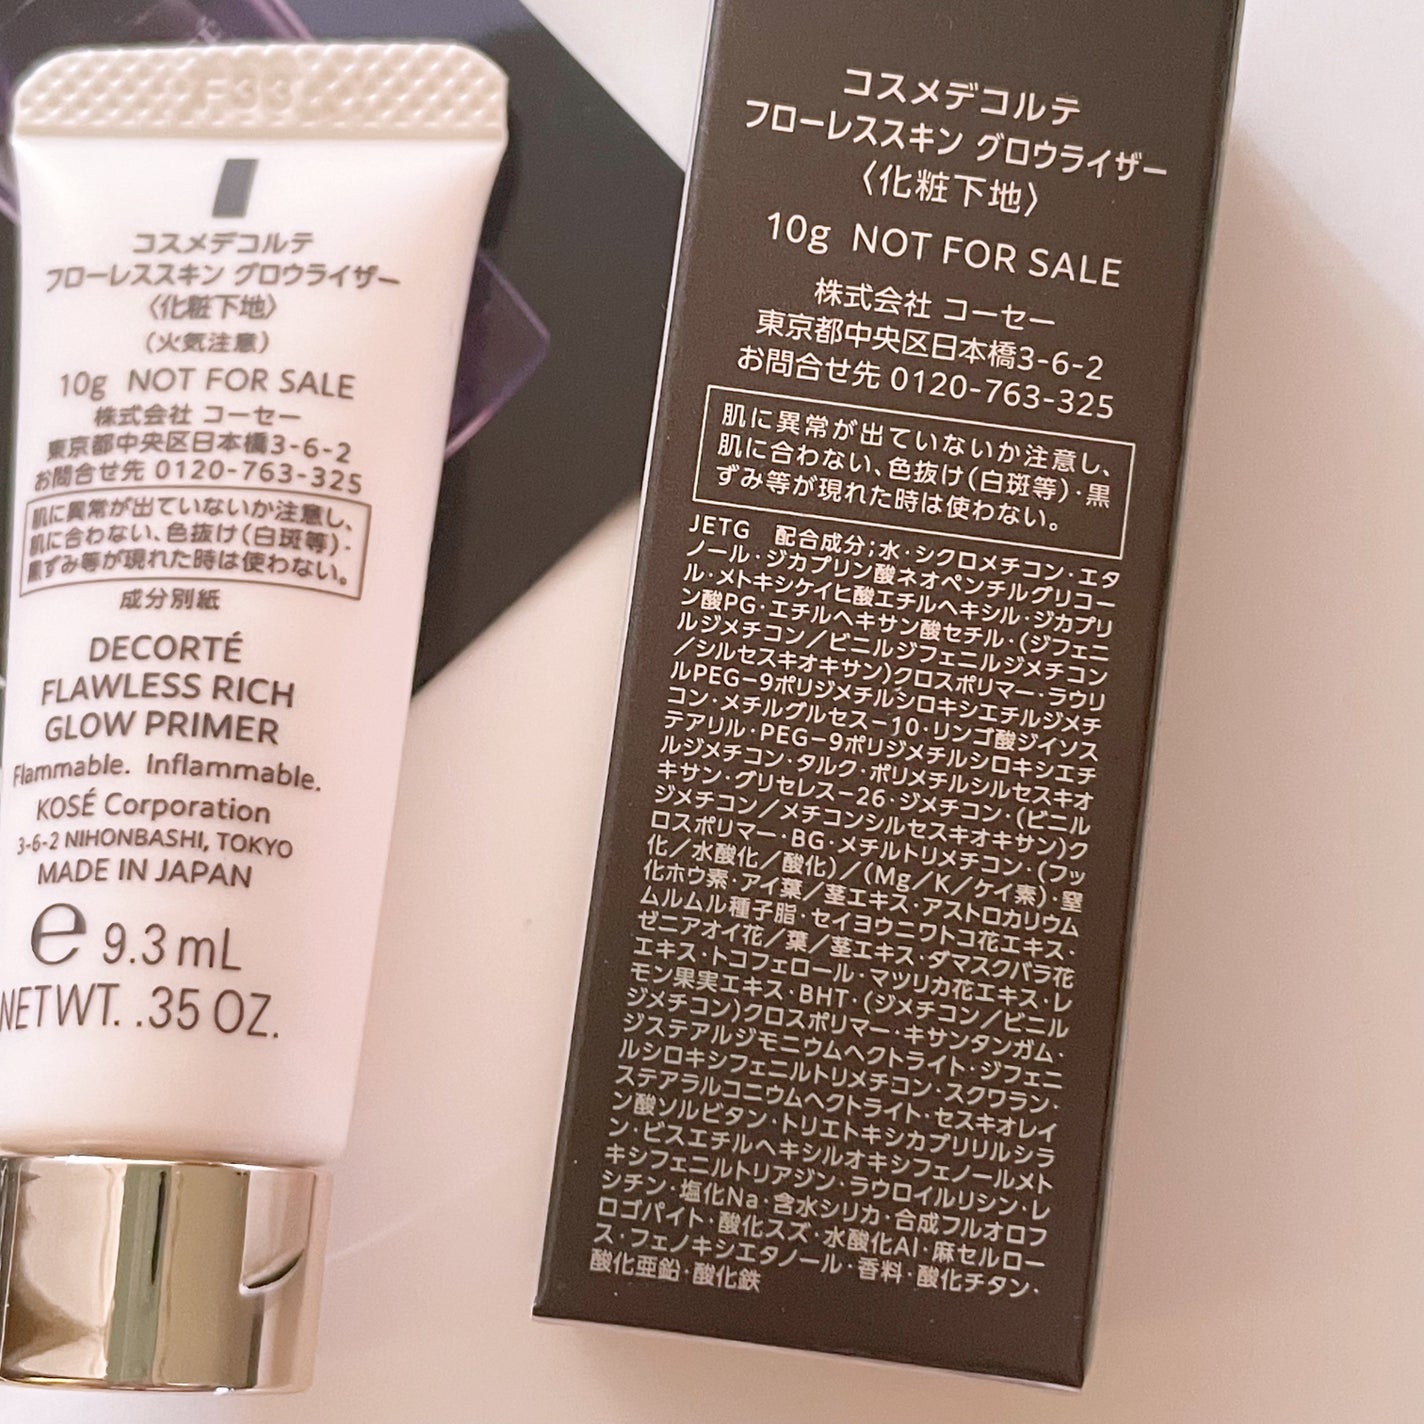 コスメデコルテ
フローレススキン グロウライザー
〈化粧下地〉
（火気注意）
10g NOT FOR SALE
株式会社 コーセー
東京都中央区日本橋3-6-2
お問合せ先 0120-763-325
肌に異常が出ていないか注意し、
肌に合わない、色抜け(白斑等)・
黒ずみ等が現れた時は使わない。
成分別紙
DECORTÉ
FLAWLESS RICH
GLOW PRIMER
Flammable. Inflammable.
KOSÉ Corporation
3-6-2 NIHONBASHI, TOKYO
MADE IN JAPAN
e 9.3 mL
NETWT. .35 OZ.
コスメデコルテ
フローレススキン グロウライザー
〈化粧下地〉
10g NOT FOR SALE
株式会社 コーセー
東京都中央区日本橋3-6-2
お問合せ先 0120-763-325
肌に異常が出ていないか注意し、
肌に合わない、色抜け(白斑等)・黒
ずみ等が現れた時は使わない。
JETG 配合成分;水・シクロメチコン・エタ
ノール・ジカプリン酸ネオペンチルグリコー
ル・メトキシケイヒ酸エチルヘキシル・ジカプリ
ン酸PG・エチルヘキサン酸セチル・(ジフェニ
ルジメチコン／ビニルジフェニルジメチコン
／シルセスキオキサン)クロスポリマー・ラウリ
ルPEG-9ポリジメチルシロキシエチルジメチ
コン・メチルグルセス-10・リンゴ酸ジイソス
テアリル・PEG-9ポリジメチルシロキシエチ
ルジメチコン・タルク・ポリメチルシルセスキオ
キサン・グリセレス-26・ジメチコン・(ビニル
ジメチコン／メチコンシルセスキオキサン)ク
ロスポリマー・BG・メチルトリメチコン・(フッ
化／水酸化／酸化)／(Mg／K／ケイ素)・窒
化ホウ素・アイ葉／茎エキス・アストロカリウム
ムルムル種子脂・セイヨウニワトコ花エキス・
ゼニアオイ花／葉／茎エキス・ダマスクバラ花
エキス・トコフェロール・マツリカ花エキス・レ
モン果実エキス・BHT・(ジメチコン／ビニル
ジメチコン)クロスポリマー・キサンタンガム・
ジステアルジモニウムヘクトライト・ジフェニ
ルシロキシフェニルトリメチコン・スクワラン・
ステアラルコニウムヘクトライト・セスキオレイ
ン酸ソルビタン・トリエトキシカプリリルシラ
ン・ビスエチルヘキシルオキシフェノールメト
キシフェニルトリアジン・ラウロイルリシン・レ
シチン・塩化Na・含水シリカ・合成フルオロフ
ロゴパイト・酸化スズ・水酸化Al・麻セルロー
ス・フェノキシエタノール・香料・酸化チタン・
酸化亜鉛・酸化鉄